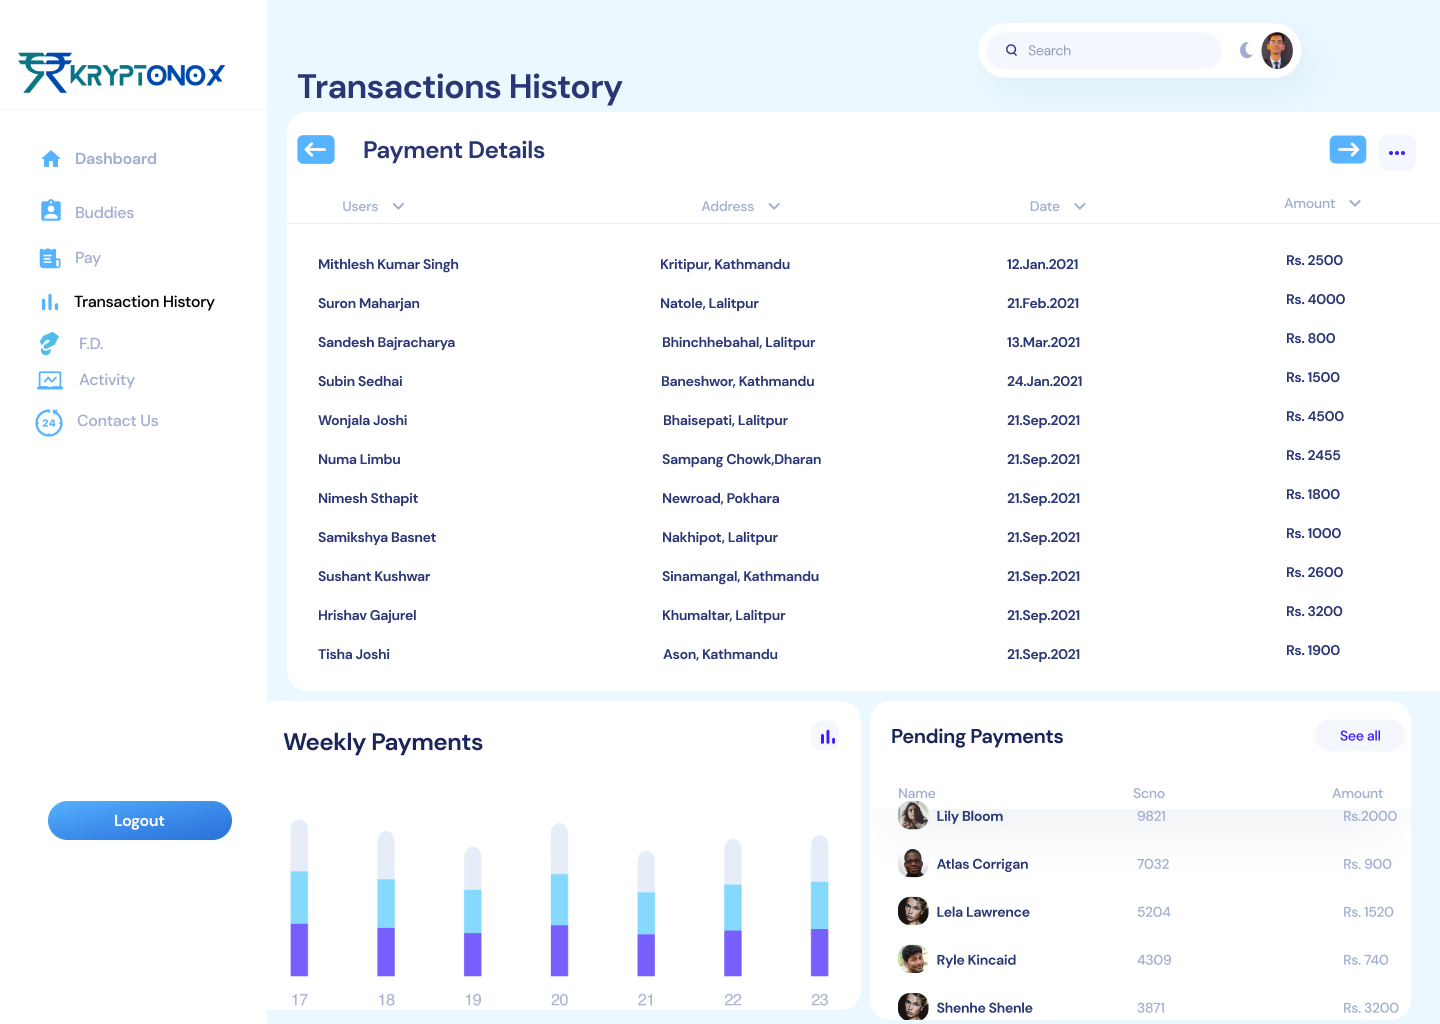 KRYPTONOX
Search
Transactions History
Dashboard
Buddies
Pay
Transaction History
F.D.
Activity
24
Contact Us
Logout
Payment Details
Users Address Date Amount
Mithlesh Kumar Singh Kritipur, Kathmandu 12.Jan.2021 Rs. 2500
Suron Maharjan Natole, Lalitpur 21.Feb.2021 Rs. 4000
Sandesh Bajracharya Bhinchhebahal, Lalitpur 13.Mar.2021 Rs. 800
Subin Sedhai Baneshwor, Kathmandu 24.Jan.2021 Rs. 1500
Wonjala Joshi Bhaisepati, Lalitpur 21.Sep.2021 Rs. 4500
Numa Limbu Sampang Chowk,Dharan 21.Sep.2021 Rs. 2455
Nimesh Sthapit Newroad, Pokhara 21.Sep.2021 Rs. 1800
Samikshya Basnet Nakhipot, Lalitpur 21.Sep.2021 Rs. 1000
Sushant Kushwar Sinamangal, Kathmandu 21.Sep.2021 Rs. 2600
Hrishav Gajurel Khumaltar, Lalitpur 21.Sep.2021 Rs. 3200
Tisha Joshi Ason, Kathmandu 21.Sep.2021 Rs. 1900
Weekly Payments
17 18 19 20 21 22 23
Pending Payments See all
Name Scno Amount
Lily Bloom 9821 Rs.2000
Atlas Corrigan 7032 Rs. 900
Lela Lawrence 5204 Rs. 1520
Ryle Kincaid 4309 Rs. 740
Shenhe Shenle 3871 Rs. 3200